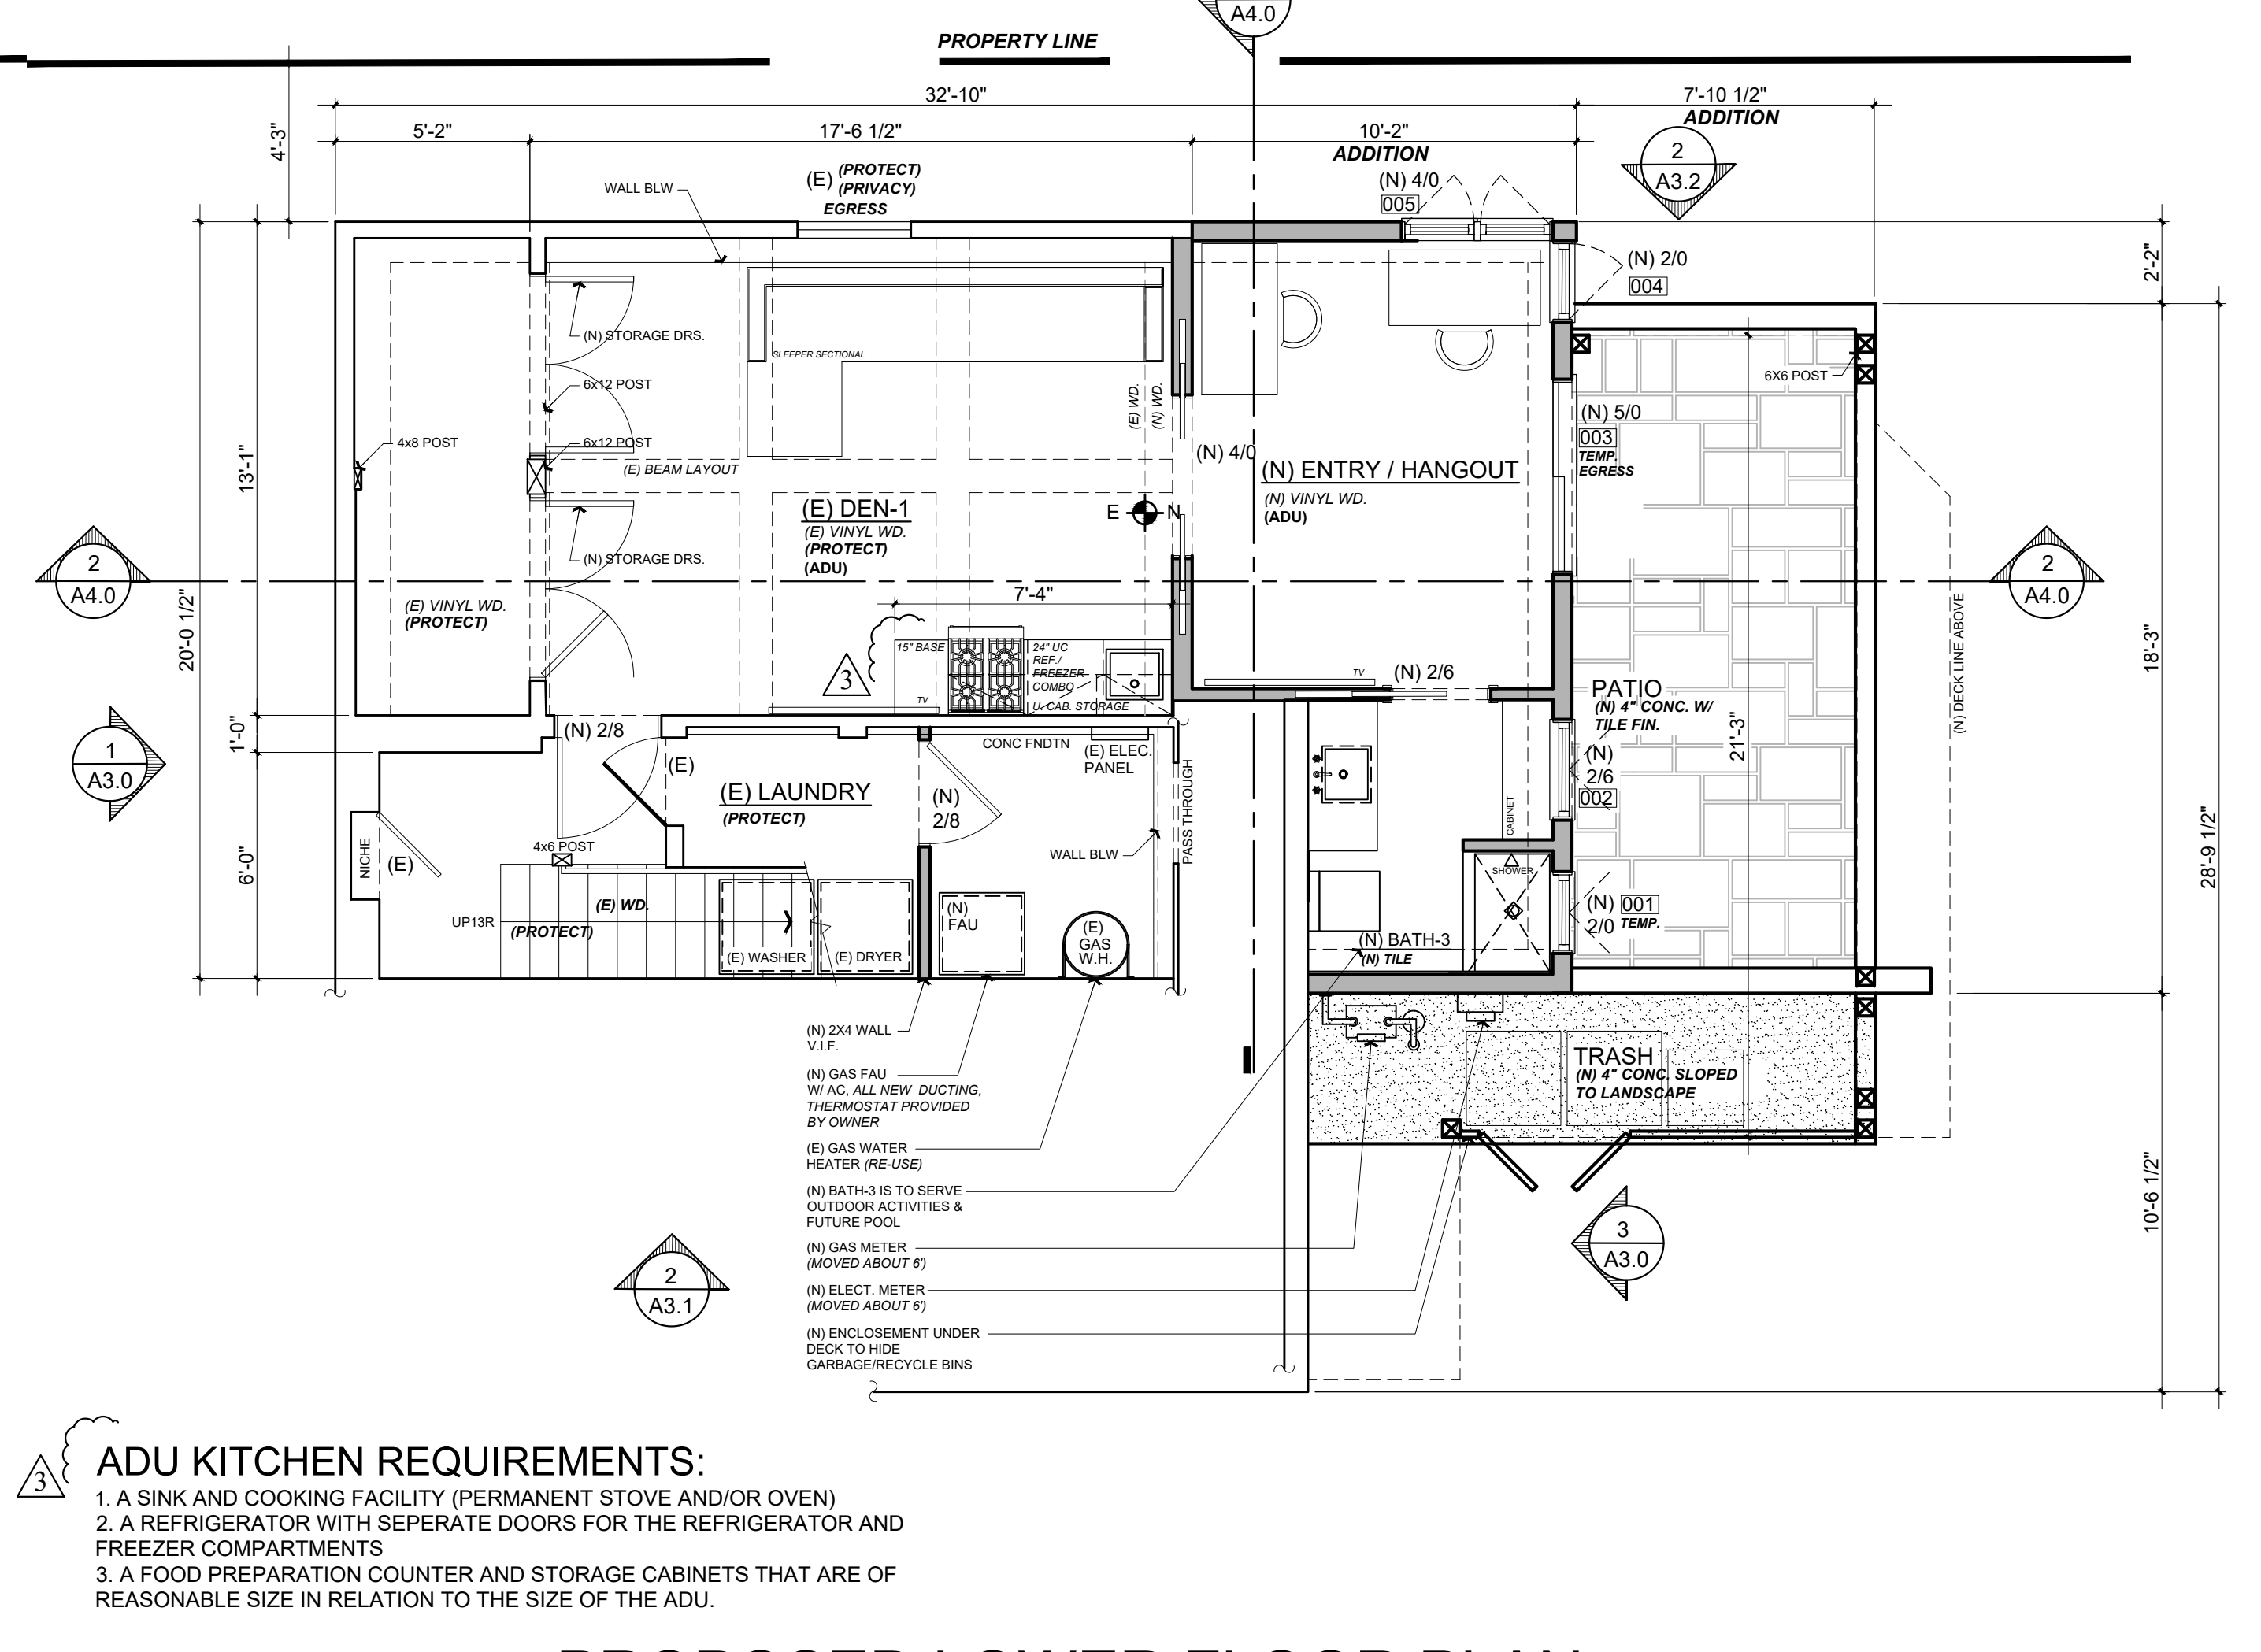 A4.0
PROPERTY LINE
32'-10"
7'-10 1/2"
ADDITION
5'-2"
17'-6 1/2"
10'-2"
ADDITION
4'-3"
2
A3.2
(E) (PROTECT)
(PRIVACY)
EGRESS
WALL BLW
(N) 4/0
005
(N) 2/0
004
2'-2"
(N) STORAGE DRS.
SLEEPER SECTIONAL
6x12 POST
6X6 POST
(E) WD.
(N) WD.
4x8 POST
6x12 POST
(E) BEAM LAYOUT
(N) 4/0
(N) 5/0
003
TEMP.
EGRESS
(N) ENTRY / HANGOUT
(N) VINYL WD.
(ADU)
13'-1"
(E) DEN-1
(E) VINYL WD.
(PROTECT)
(ADU)
E
N
(N) STORAGE DRS.
2
A4.0
2
A4.0
20'-0 1/2"
(E) VINYL WD.
(PROTECT)
7'-4"
3
15" BASE
24" UC
REF./
FREEZER
COMBO
TV
U. CAB. STORAGE
TV
(N) 2/6
(N) DECK LINE ABOVE
18'-3"
PATIO
(N) 4" CONC. W/
TILE FIN.
21'-3"
1
A3.0
1'-0"
(N) 2/8
(E)
CONC FNDTN
(E) ELEC.
PANEL
(E) LAUNDRY
(PROTECT)
(N)
2/8
PASS THROUGH
(N)
2/6
002
CABINET
28'-9 1/2"
6'-0"
NICHE
(E)
4x6 POST
WALL BLW
SHOWER
UP13R
(E) WD.
(PROTECT)
(N)
FAU
(E)
GAS
W.H.
(E) WASHER
(E) DRYER
(N) 001
2/0 TEMP.
(N) BATH-3
(N) TILE
(N) 2X4 WALL
V.I.F.
(N) GAS FAU
W/ AC, ALL NEW DUCTING,
THERMOSTAT PROVIDED
BY OWNER
TRASH
(N) 4" CONC. SLOPED
TO LANDSCAPE
(E) GAS WATER
HEATER (RE-USE)
(N) BATH-3 IS TO SERVE
OUTDOOR ACTIVITIES &
FUTURE POOL
10'-6 1/2"
(N) GAS METER
(MOVED ABOUT 6')
3
A3.0
2
A3.1
(N) ELECT. METER
(MOVED ABOUT 6')
(N) ENCLOSEMENT UNDER
DECK TO HIDE
GARBAGE/RECYCLE BINS
3
ADU KITCHEN REQUIREMENTS:
1. A SINK AND COOKING FACILITY (PERMANENT STOVE AND/OR OVEN)
2. A REFRIGERATOR WITH SEPERATE DOORS FOR THE REFRIGERATOR AND
FREEZER COMPARTMENTS
3. A FOOD PREPARATION COUNTER AND STORAGE CABINETS THAT ARE OF
REASONABLE SIZE IN RELATION TO THE SIZE OF THE ADU.
PROPOSED LOWER FLOOR PLAN